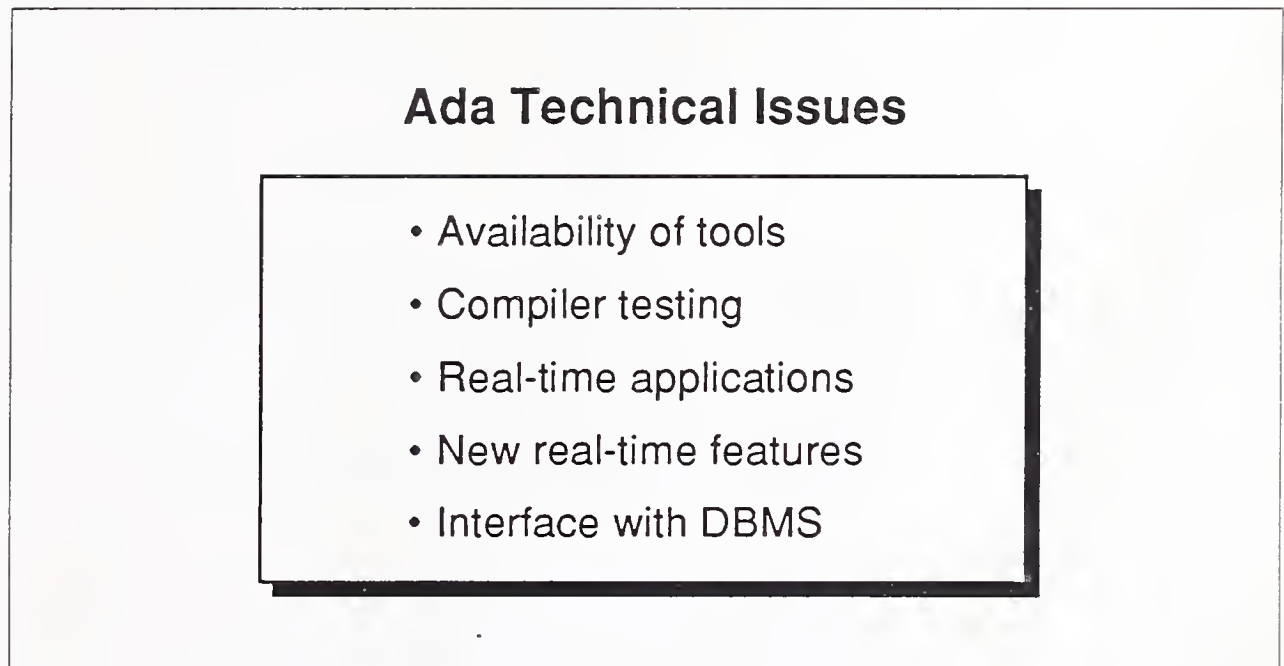 Ada Technical Issues
• Availability of tools
• Compiler testing
• Real-time applications
• New real-time features
• Interface with DBMS